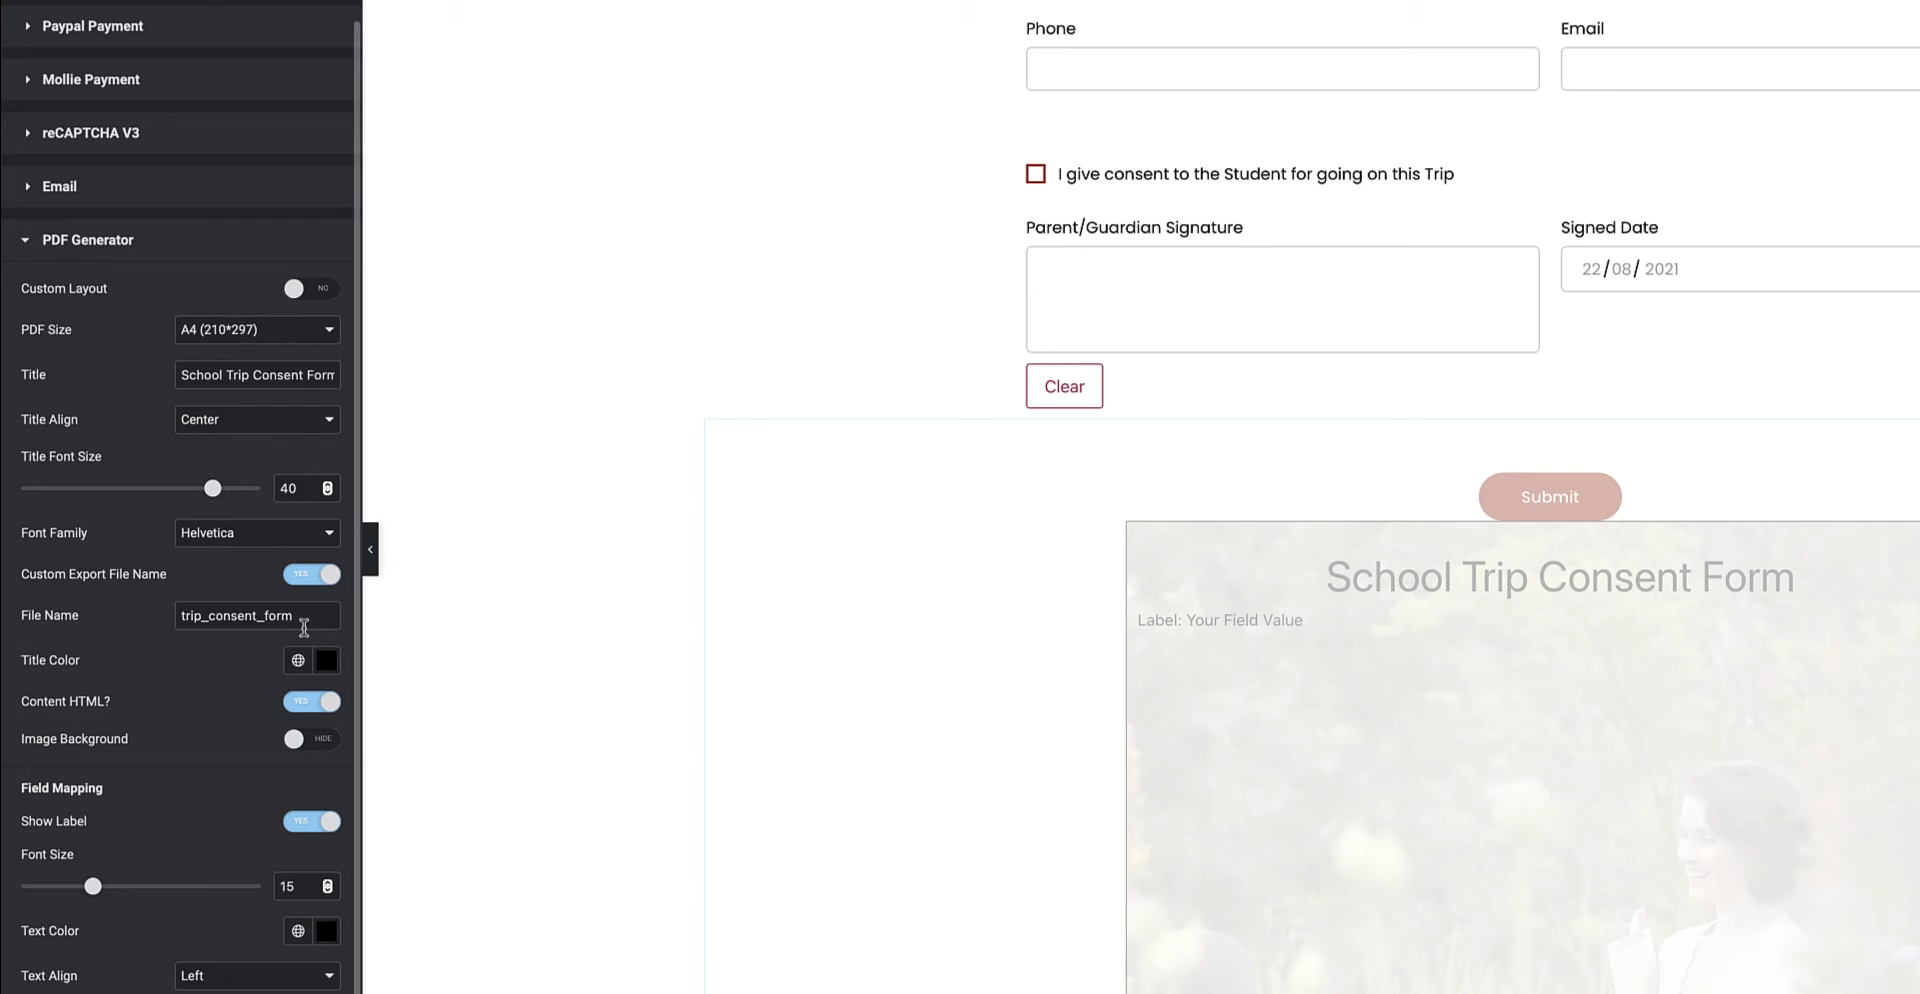 Paypal Payment
Mollie Payment
reCAPTCHA V3
Email
PDF Generator
Custom Layout NO
PDF Size A4 (210*297)
Title School Trip Consent Form
Title Align Center
Title Font Size
40
Font Family Helvetica
Custom Export File Name YES
File Name trip_consent_form
Title Color
Content HTML? YES
Image Background HIDE
Field Mapping
Show Label YES
Font Size
15
Text Color
Text Align Left
Phone Email
I give consent to the Student for going on this Trip
Parent/Guardian Signature Signed Date
22/08/ 2021
Clear
Submit
School Trip Consent Form
Label: Your Field Value